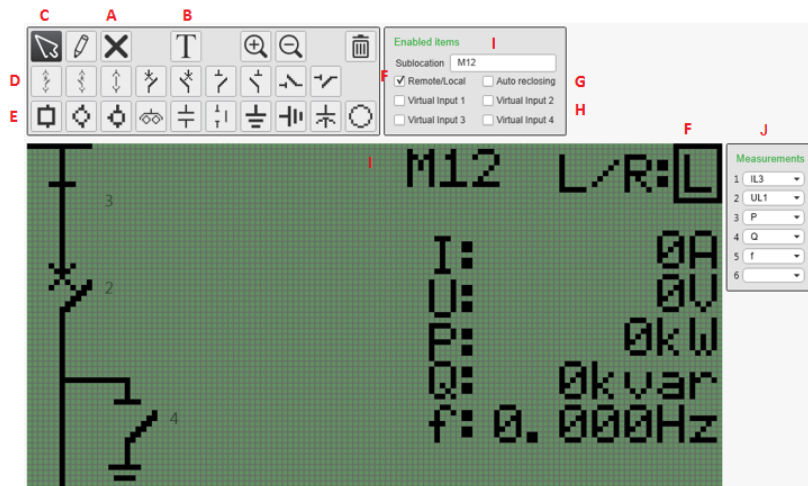 C A B
T
Enabled items I
Sublocation M12
D F Remote/Local Auto reclosing G
E Virtual Input 1 Virtual Input 2 H
Virtual Input 3 Virtual Input 4
F J
I M12 L/R:L
Measurements
1 IL3
2 UL1
3 P
4 Q
5 f
6
3
I: 0A
2 U: 0V
P: 0kW
Q: 0kvar
4 f: 0.000Hz